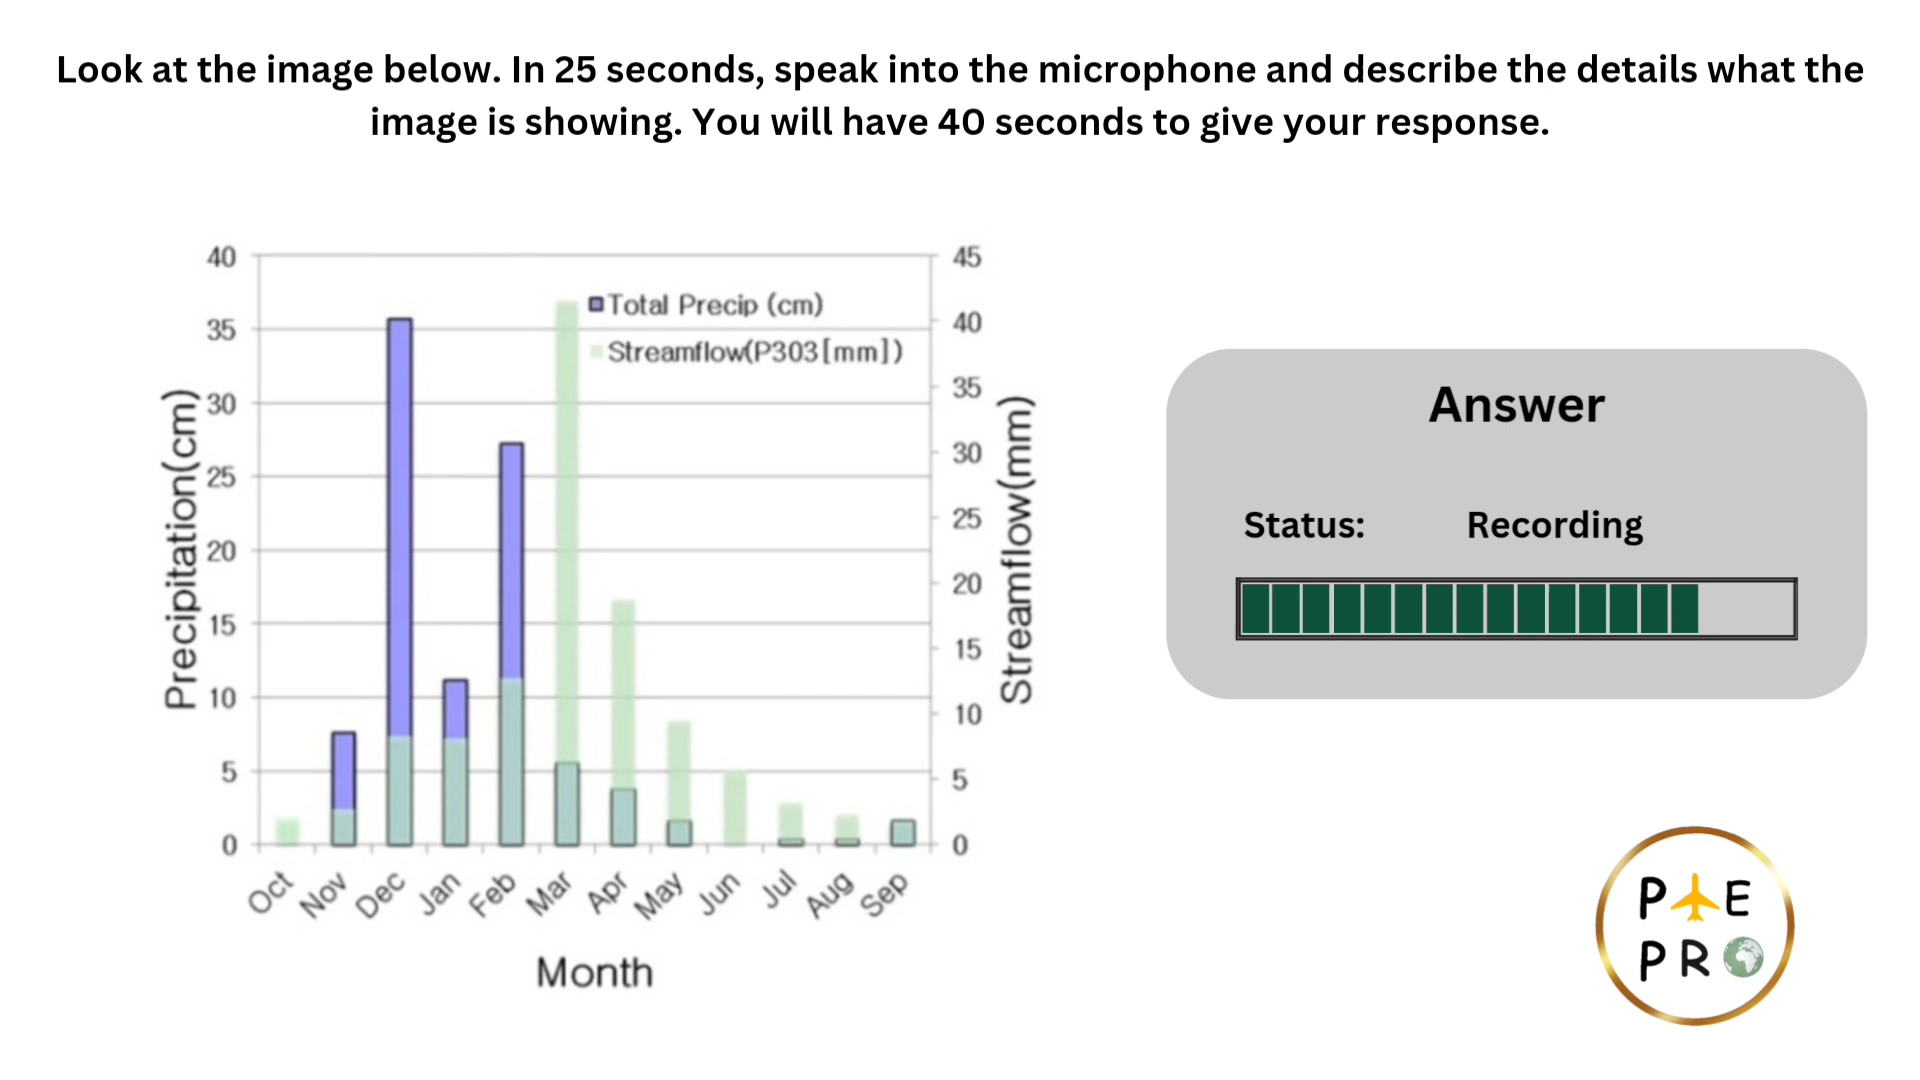 Look at the image below. In 25 seconds, speak into the microphone and describe the details what the
image is showing. You will have 40 seconds to give your response.
40
35
30
25
20
15
10
5
0
Precipitation(cm)
Total Precip (cm)
Streamflow(P303[mm])
45
40
35
30
25
20
15
10
5
0
Streamflow(mm)
Oct Nov Dec Jan Feb Mar Apr May Jun Jul Aug Sep
Month
Answer
Status: Recording
P E
P R